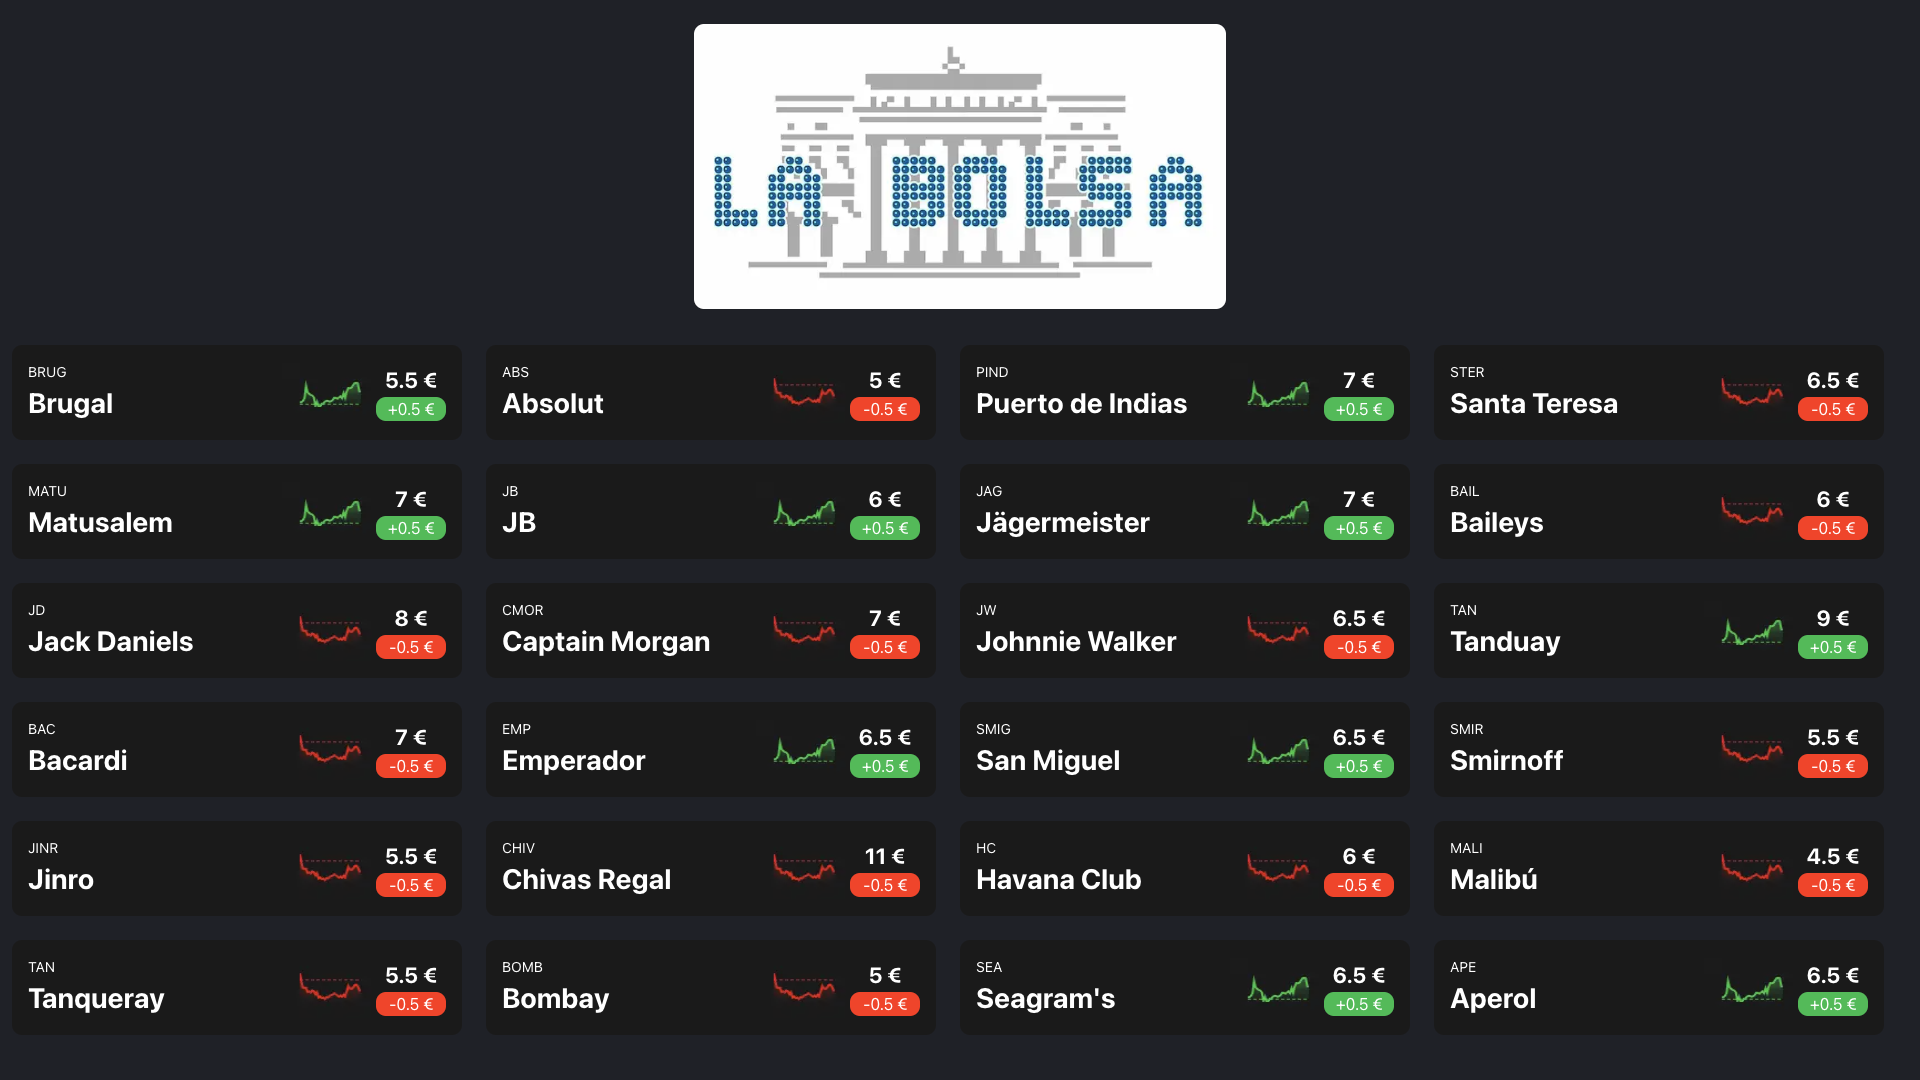 LA BOLSA
BRUG
Brugal
5.5 €
+0.5 €
ABS
Absolut
5 €
-0.5 €
PIND
Puerto de Indias
7 €
+0.5 €
STER
Santa Teresa
6.5 €
-0.5 €
MATU
Matusalem
7 €
+0.5 €
JB
JB
6 €
+0.5 €
JAG
Jägermeister
7 €
+0.5 €
BAIL
Baileys
6 €
-0.5 €
JD
Jack Daniels
8 €
-0.5 €
CMOR
Captain Morgan
7 €
-0.5 €
JW
Johnnie Walker
6.5 €
-0.5 €
TAN
Tanduay
9 €
+0.5 €
BAC
Bacardi
7 €
-0.5 €
EMP
Emperador
6.5 €
+0.5 €
SMIG
San Miguel
6.5 €
+0.5 €
SMIR
Smirnoff
5.5 €
-0.5 €
JINR
Jinro
5.5 €
-0.5 €
CHIV
Chivas Regal
11 €
-0.5 €
HC
Havana Club
6 €
-0.5 €
MALI
Malibú
4.5 €
-0.5 €
TAN
Tanqueray
5.5 €
-0.5 €
BOMB
Bombay
5 €
-0.5 €
SEA
Seagram's
6.5 €
+0.5 €
APE
Aperol
6.5 €
+0.5 €